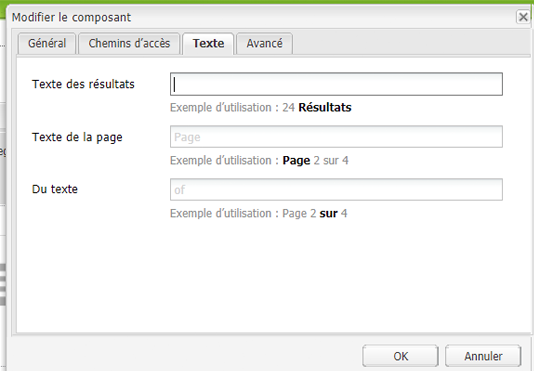 Modifier le composant
Général Chemins d'accès Texte Avancé
Texte des résultats
Exemple d'utilisation : 24 Résultats
Texte de la page Page
Exemple d'utilisation : Page 2 sur 4
Du texte of
Exemple d'utilisation : Page 2 sur 4
OK Annuler